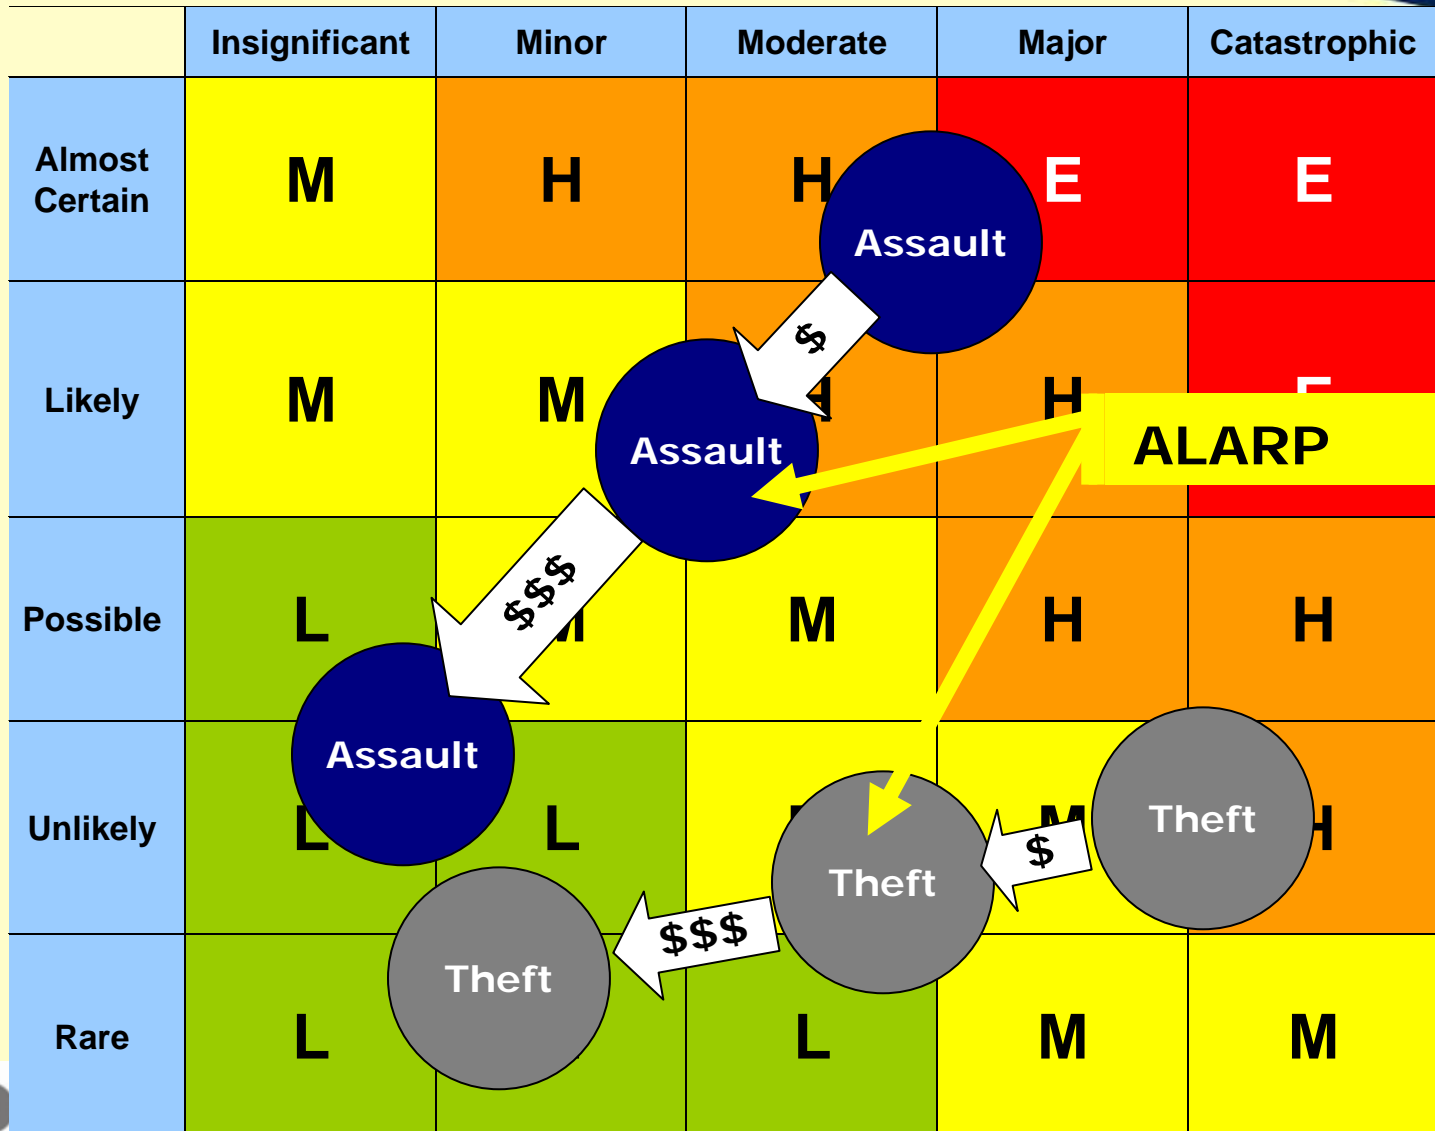 Insignificant Minor Moderate Major Catastrophic
Almost
Certain
M H H E E
Assault
$
Likely
M M H H E
ALARP
Assault
$$$
Possible
L M M H H
Assault
Unlikely
L L M H
Theft
$
Theft
$$$
Theft
Rare
L L M M